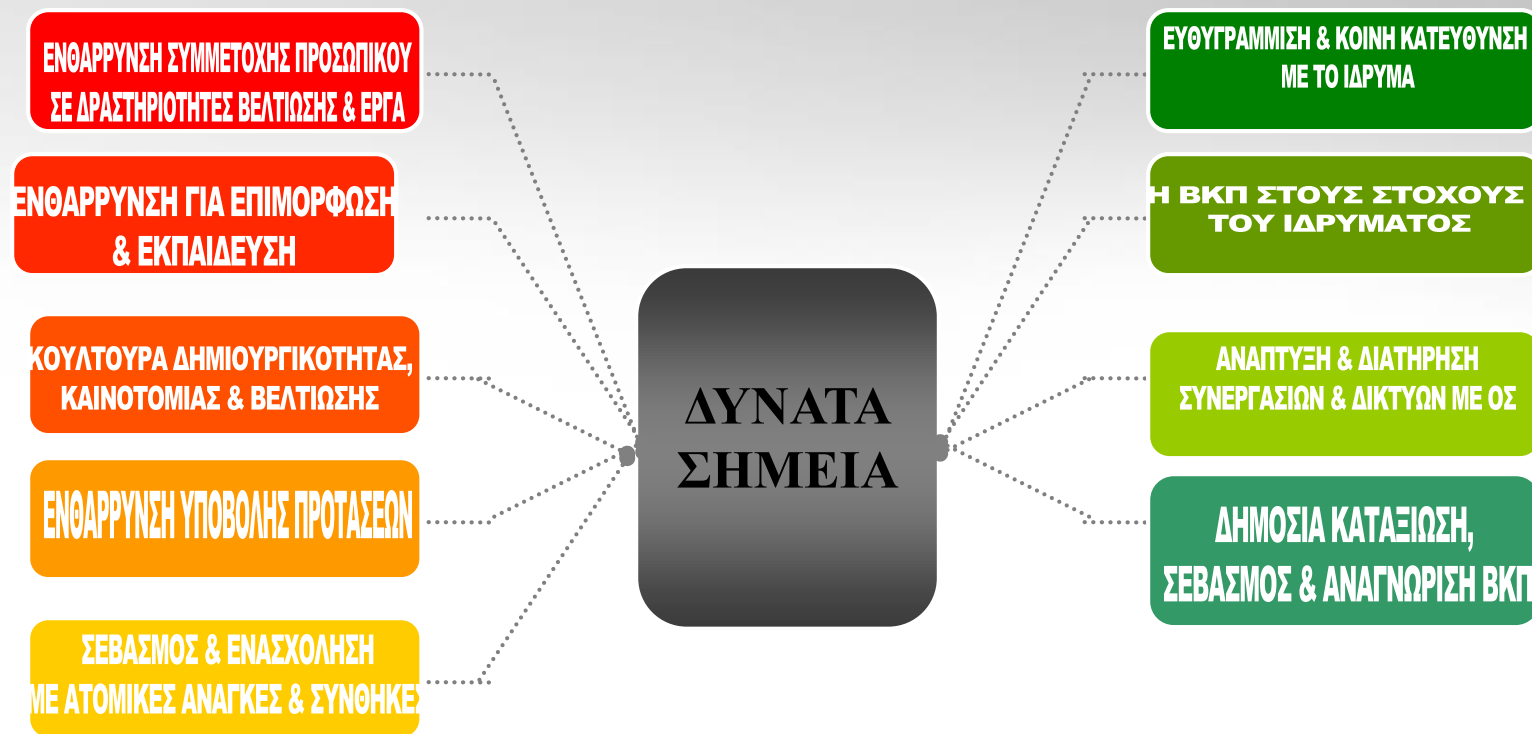 ΕΝΘΑΡΡΥΝΣΗ ΣΥΜΜΕΤΟΧΗΣ ΠΡΟΣΩΠΙΚΟΥ
ΣΕ ΔΡΑΣΤΗΡΙΟΤΗΤΕΣ ΒΕΛΤΙΩΣΗΣ & ΕΡΓΑ
ΕΝΘΑΡΡΥΝΣΗ ΓΙΑ ΕΠΙΜΟΡΦΩΣΗ
& ΕΚΠΑΙΔΕΥΣΗ
ΚΟΥΛΤΟΥΡΑ ΔΗΜΙΟΥΡΓΙΚΟΤΗΤΑΣ,
ΚΑΙΝΟΤΟΜΙΑΣ & ΒΕΛΤΙΩΣΗΣ
ΕΝΘΑΡΡΥΝΣΗ ΥΠΟΒΟΛΗΣ ΠΡΟΤΑΣΕΩΝ
ΣΕΒΑΣΜΟΣ & ΕΝΑΣΧΟΛΗΣΗ
ΜΕ ΑΤΟΜΙΚΕΣ ΑΝΑΓΚΕΣ & ΣΥΝΘΗΚΕΣ
ΔΥΝΑΤΑ
ΣΗΜΕΙΑ
ΕΥΘΥΓΡΑΜΜΙΣΗ & ΚΟΙΝΗ ΚΑΤΕΥΘΥΝΣΗ
ΜΕ ΤΟ ΙΔΡΥΜΑ
Η ΒΚΠ ΣΤΟΥΣ ΣΤΟΧΟΥΣ
ΤΟΥ ΙΔΡΥΜΑΤΟΣ
ΑΝΑΠΤΥΞΗ & ΔΙΑΤΗΡΗΣΗ
ΣΥΝΕΡΓΑΣΙΩΝ & ΔΙΚΤΥΩΝ ΜΕ ΟΣ
ΔΗΜΟΣΙΑ ΚΑΤΑΞΙΩΣΗ,
ΣΕΒΑΣΜΟΣ & ΑΝΑΓΝΩΡΙΣΗ ΒΚΠ